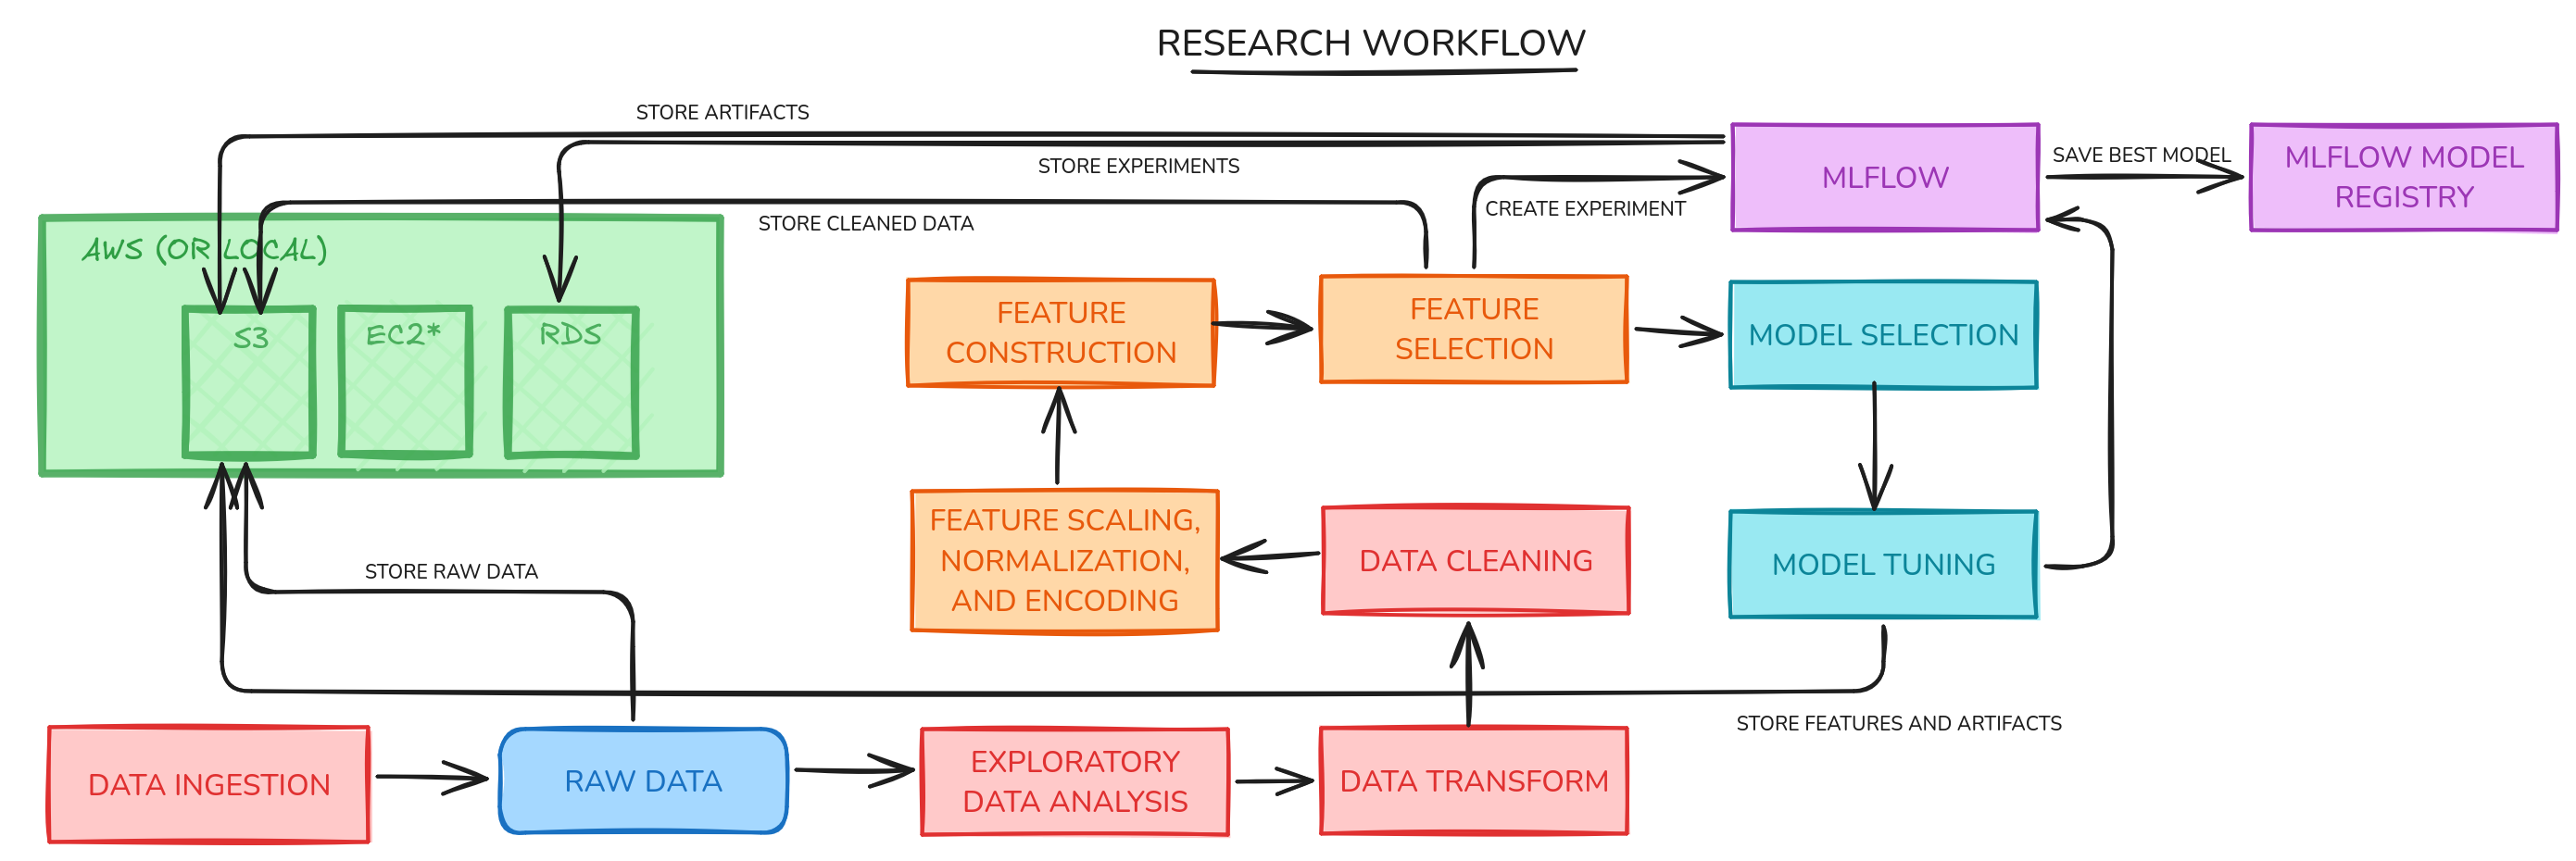 RESEARCH WORKFLOW
STORE ARTIFACTS
STORE EXPERIMENTS
STORE CLEANED DATA
CREATE EXPERIMENT
MLFLOW
SAVE BEST MODEL
MLFLOW MODEL
REGISTRY
AWS (OR LOCAL)
S3
EC2*
RDS
FEATURE
CONSTRUCTION
FEATURE
SELECTION
MODEL SELECTION
FEATURE SCALING,
NORMALIZATION,
AND ENCODING
DATA CLEANING
MODEL TUNING
STORE RAW DATA
STORE FEATURES AND ARTIFACTS
DATA INGESTION
RAW DATA
EXPLORATORY
DATA ANALYSIS
DATA TRANSFORM